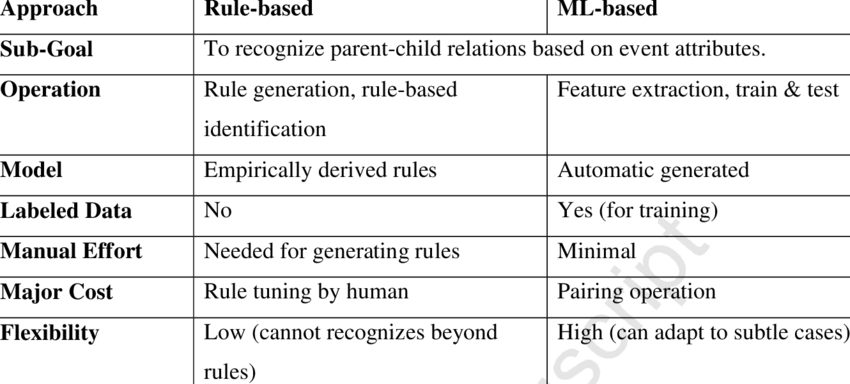 Approach Rule-based ML-based
Sub-Goal To recognize parent-child relations based on event attributes.
Operation Rule generation, rule-based Feature extraction, train & test
identification
Model Empirically derived rules Automatic generated
Labeled Data No Yes (for training)
Manual Effort Needed for generating rules Minimal
Major Cost Rule tuning by human Pairing operation
Flexibility Low (cannot recognizes beyond High (can adapt to subtle cases)
rules)